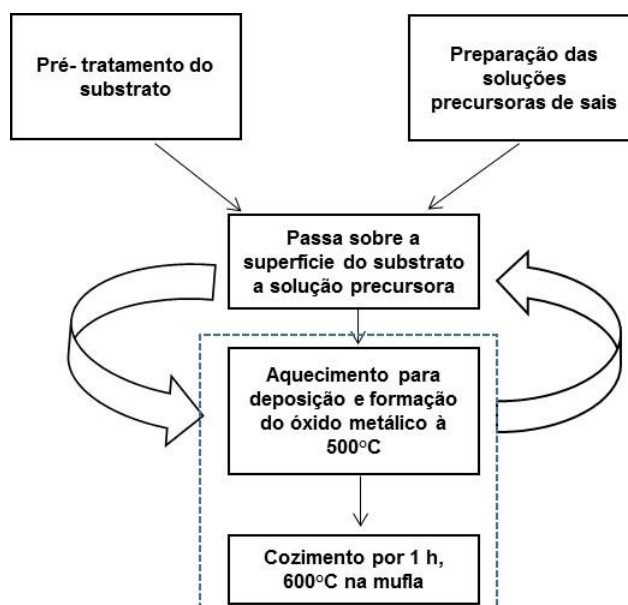 Pré- tratamento do
substrato
Preparação das
soluções
precursoras de sais
Passa sobre a
superficie do substrato
a solução precursora
Aquecimento para
deposição e formação
do óxido metálico à
500°C
Cozimento por 1 h,
600°C na mufla